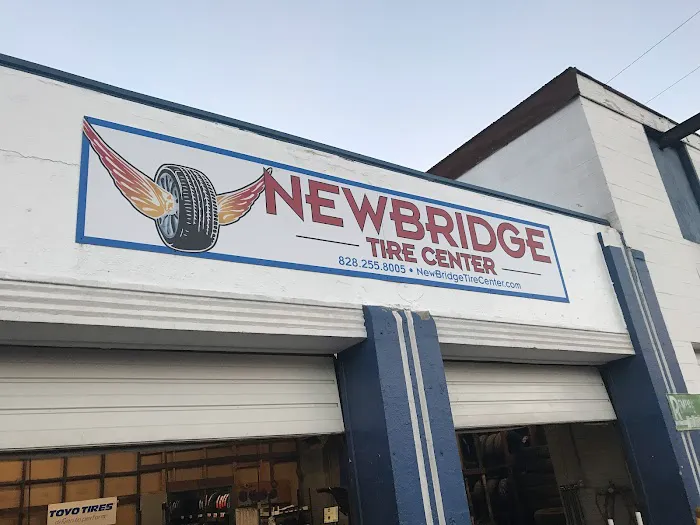 NEWBRIDGE
TIRE CENTER
828.255.8005 • NewBridgeTireCenter.com
TOYO TIRES